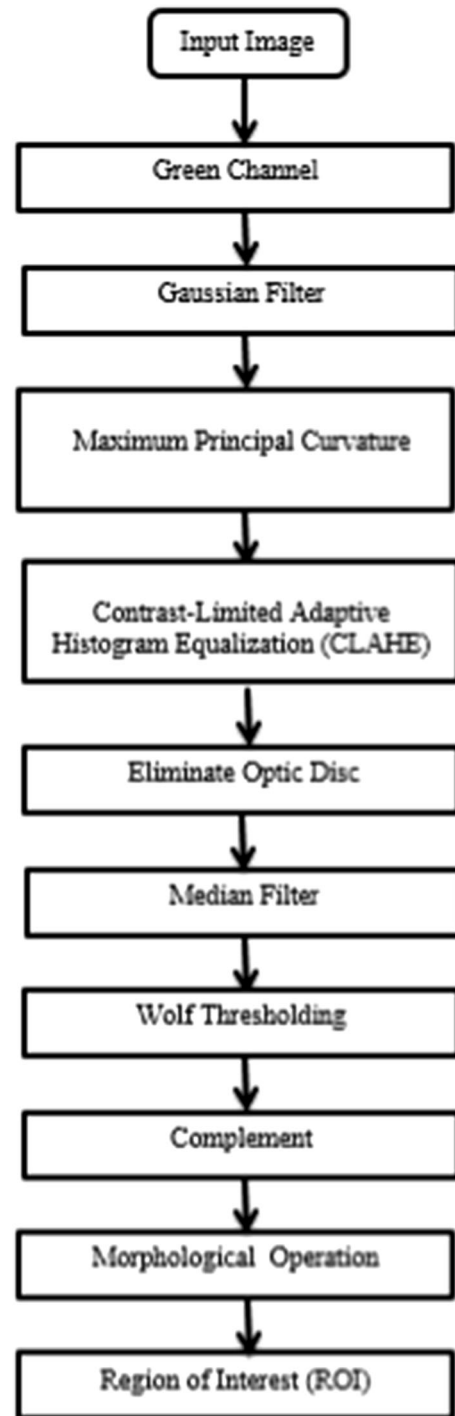 Input Image
Green Channel
Gaussian Filter
Maximum Principal Curvature
Contrast-Limited Adaptive
Histogram Equalization (CLAHE)
Eliminate Optic Disc
Median Filter
Wolf Thresholding
Complement
Morphological Operation
Region of Interest (ROI)